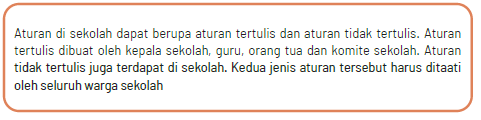 Aturan di sekolah dapat berupa aturan tertulis dan aturan tidak tertulis. Aturan
tertulis dibuat oleh kepala sekolah, guru, orang tua dan komite sekolah. Aturan
tidak tertulis juga terdapat di sekolah. Kedua jenis aturan tersebut harus ditaati
oleh seluruh warga sekolah